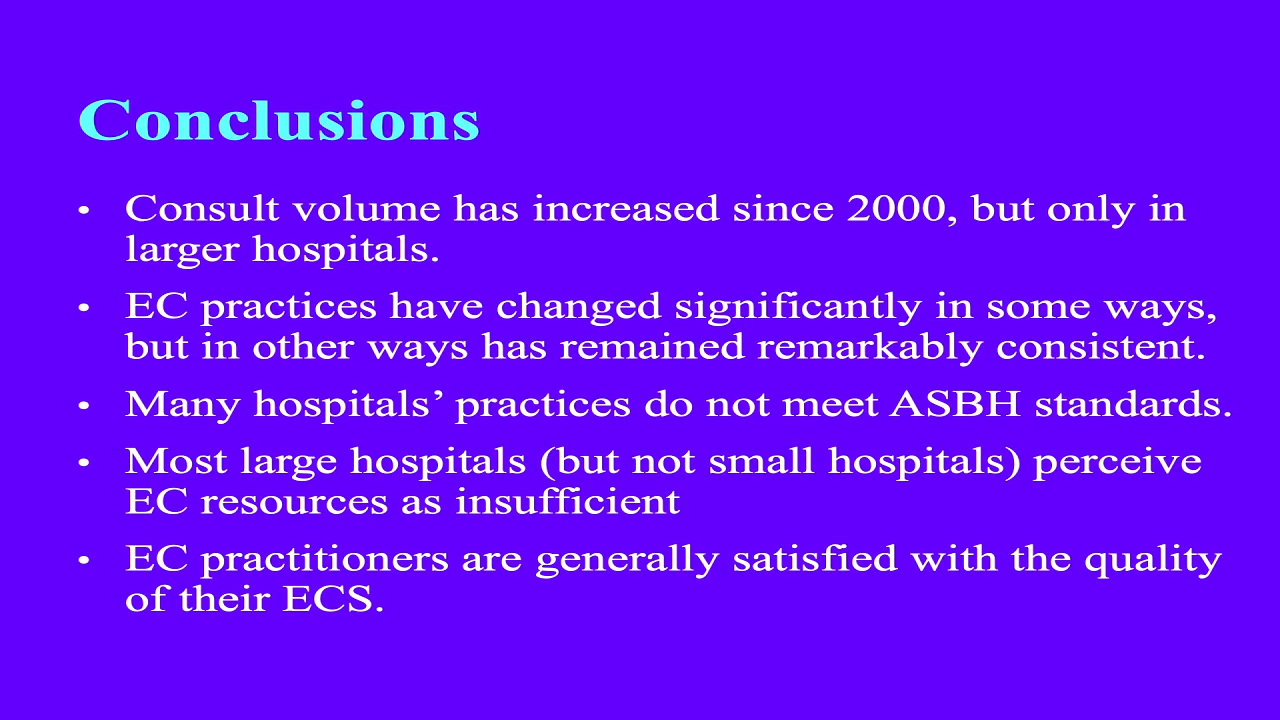 Conclusions
• Consult volume has increased since 2000, but only in
larger hospitals.
• EC practices have changed significantly in some ways,
but in other ways has remained remarkably consistent.
• Many hospitals’ practices do not meet ASBH standards.
• Most large hospitals (but not small hospitals) perceive
EC resources as insufficient
• EC practitioners are generally satisfied with the quality
of their ECS.